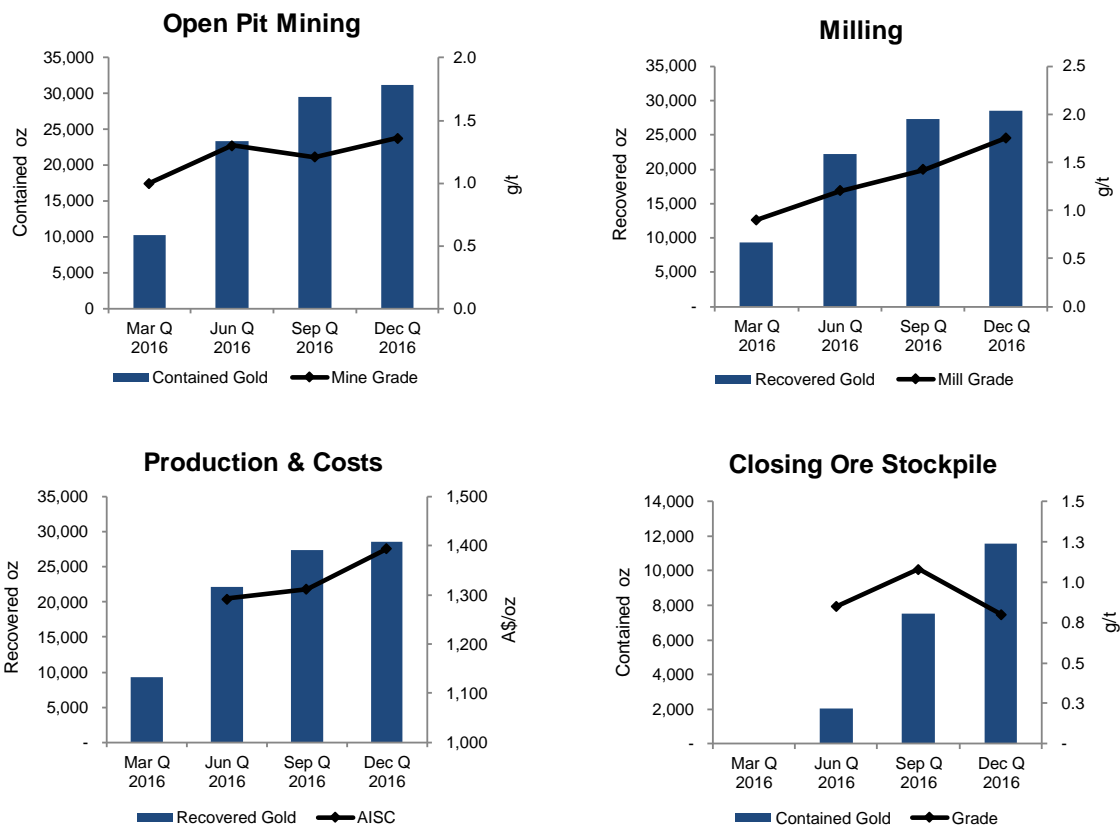 Open Pit Mining
Contained oz
35,000
30,000
25,000
20,000
15,000
10,000
5,000
0
2.0
1.5
1.0
0.5
0.0
g/t
Mar Q
2016
Jun Q
2016
Sep Q
2016
Dec Q
2016
Contained Gold
Mine Grade
Milling
Recovered oz
35,000
30,000
25,000
20,000
15,000
10,000
5,000
-
2.5
2.0
1.5
1.0
0.5
0.0
g/t
Mar Q
2016
Jun Q
2016
Sep Q
2016
Dec Q
2016
Recovered Gold
Mill Grade
Production & Costs
Recovered oz
35,000
30,000
25,000
20,000
15,000
10,000
5,000
-
1,500
1,400
1,300
1,200
1,100
1,000
A$/oz
Mar Q
2016
Jun Q
2016
Sep Q
2016
Dec Q
2016
Recovered Gold
AISC
Closing Ore Stockpile
Contained oz
14,000
12,000
10,000
8,000
6,000
4,000
2,000
-
1.5
1.3
1.0
0.8
0.5
0.3
-
g/t
Mar Q
2016
Jun Q
2016
Sep Q
2016
Dec Q
2016
Contained Gold
Grade